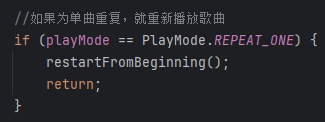 //如果为单曲重复，就重新播放歌曲
if (playMode == PlayMode.REPEAT_ONE) {
    restartFromBeginning();
    return;
}